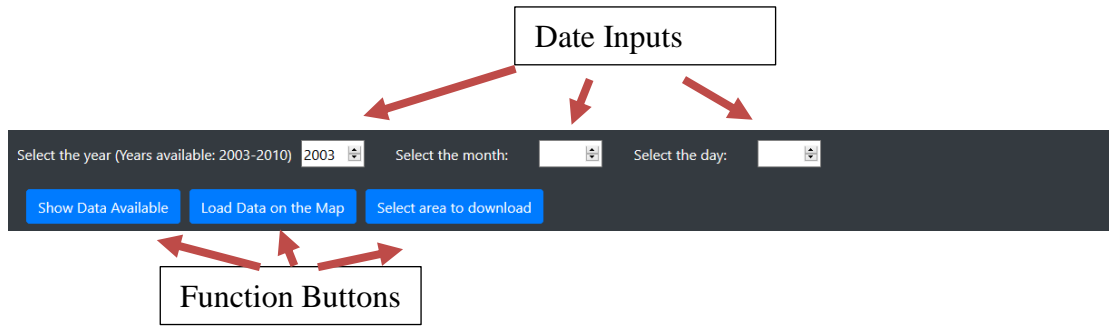 Date Inputs
Select the year (Years available: 2003-2010) 2003 Select the month: Select the day:
Show Data Available Load Data on the Map Select area to download
Function Buttons